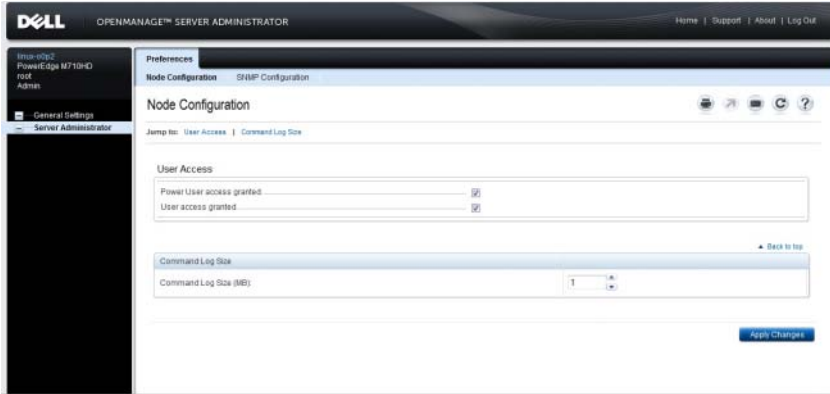 DELL OPENMANAGE™ SERVER ADMINISTRATOR
Home | Support | About | Log Out
linux-o0p2
PowerEdge M710HD
root
Admin
General Settings
Server Administrator
Preferences
Node Configuration SNMP Configuration
Node Configuration
?
Jump to: User Access | Command Log Size
User Access
Power User access granted
User access granted
Back to top
Command Log Size
Command Log Size (MB)
1
Apply Changes